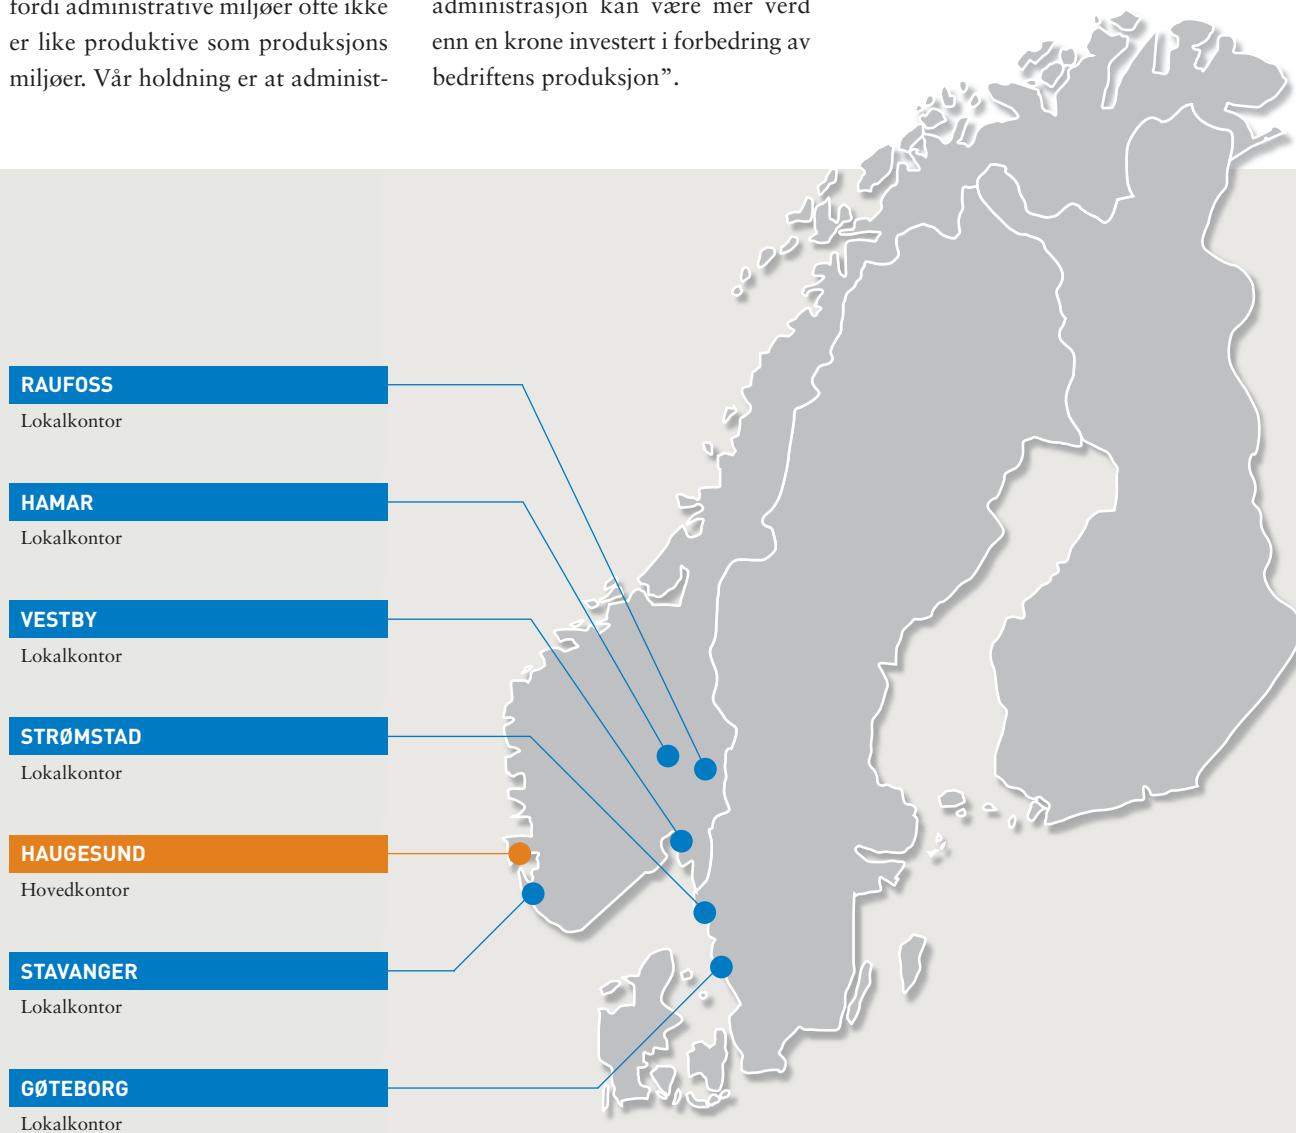 fordi administrative miljøer ofte ikke
er like produktive som produksjons
miljøer. Vår holdning er at administ-
administrasjon kan være mer verd
enn en krone investert i forbedring av
bedriftens produksjon”.
RAUFOSS
Lokalkontor
HAMAR
Lokalkontor
VESTBY
Lokalkontor
STRØMSTAD
Lokalkontor
HAUGESUND
Hovedkontor
STAVANGER
Lokalkontor
GØTEBORG
Lokalkontor